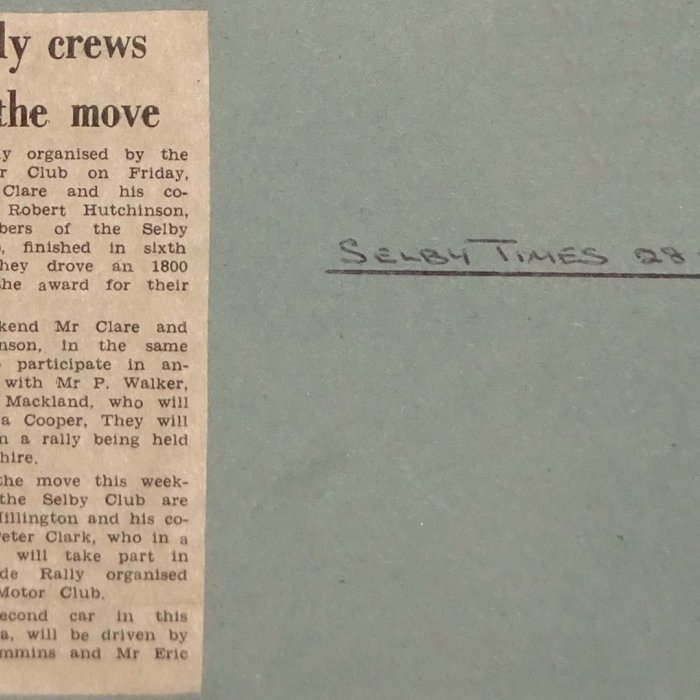 ly crews
the move
y organised by the
r Club on Friday,
Clare and his co-
Robert Hutchinson,
bers of the Selby
, finished in sixth
hey drove an 1800
he award for their
kend Mr Clare and
nson, in the same
participate in an-
with Mr P. Walker,
Mackland, who will
a Cooper, They will
n a rally being held
hire.
the move this week-
the Selby Club are
illington and his co-
eter Clark, who in a
will take part in
de Rally organised
Motor Club.
econd car in this
a, will be driven by
mmins and Mr Eric
SELBY TIMES 28